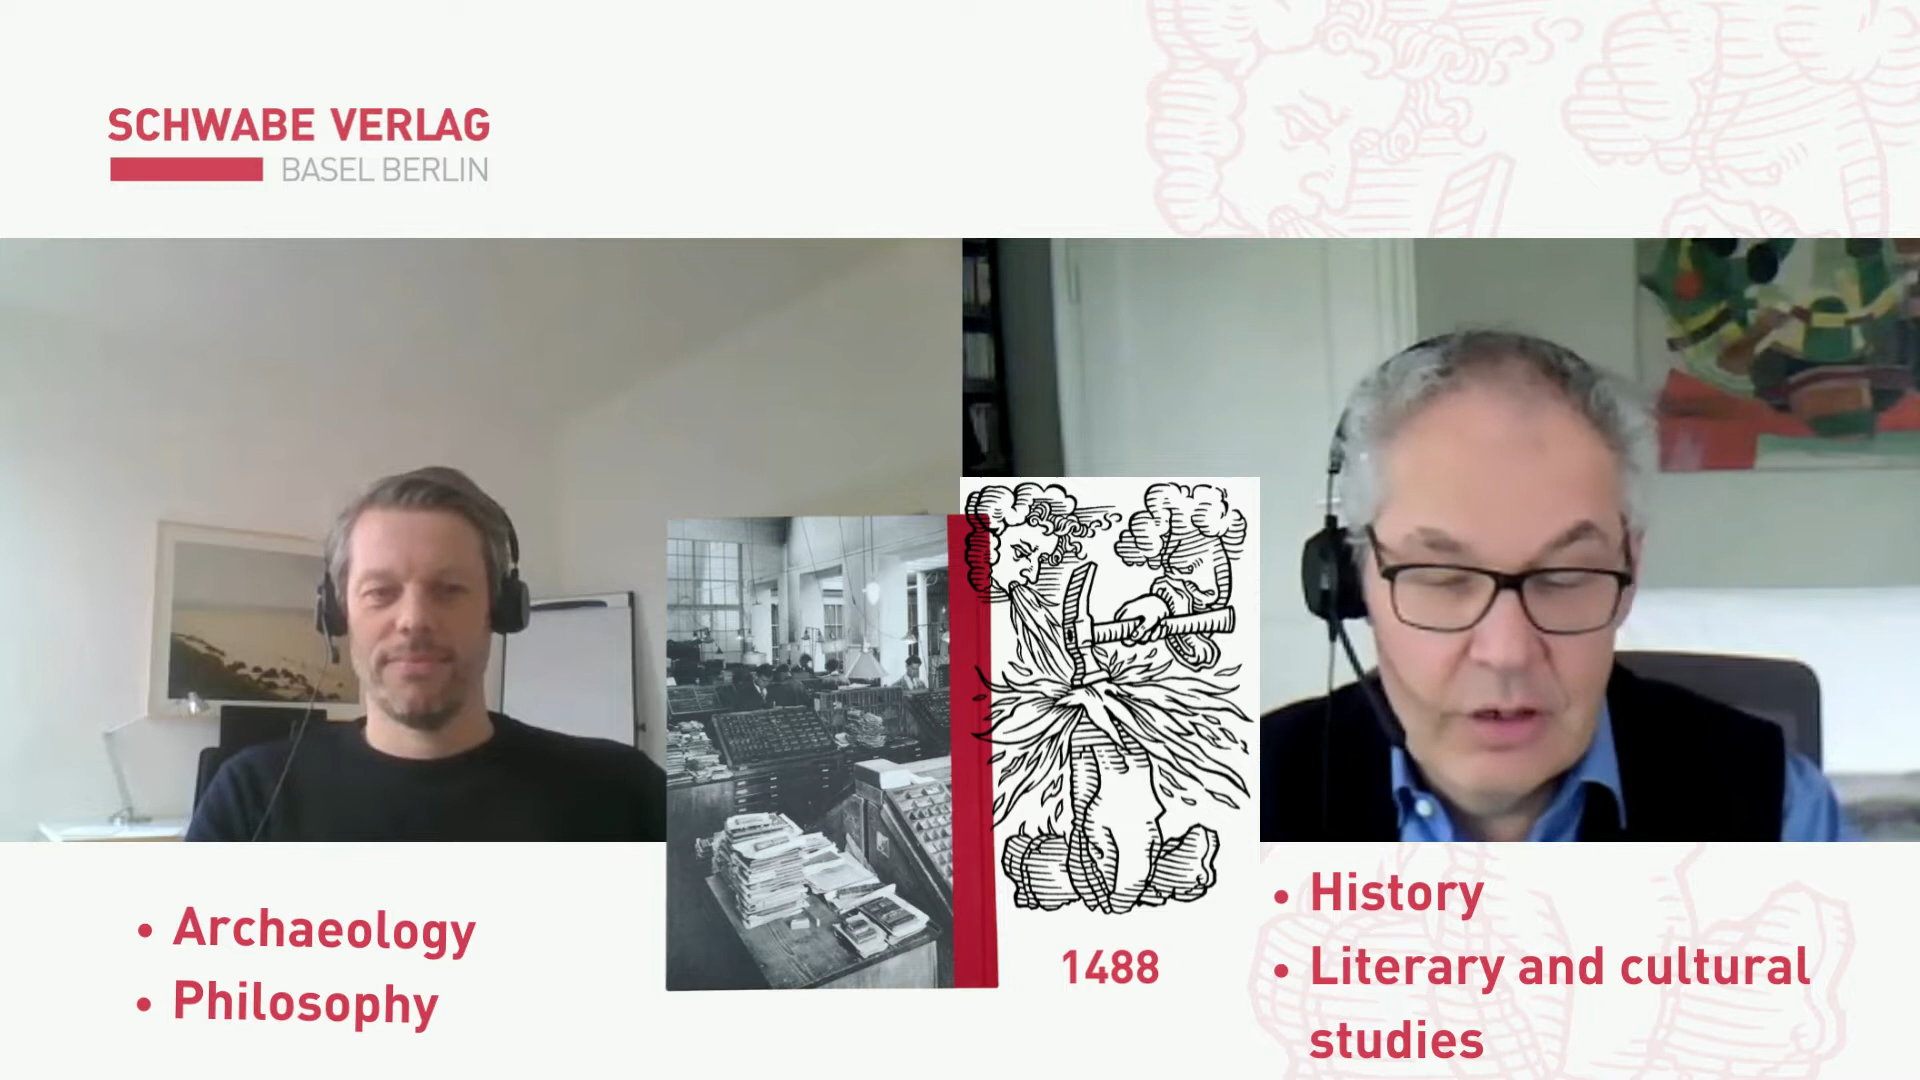 SCHWABE VERLAG
BASEL BERLIN
• Archaeology
• Philosophy
1488
• History
• Literary and cultural
studies